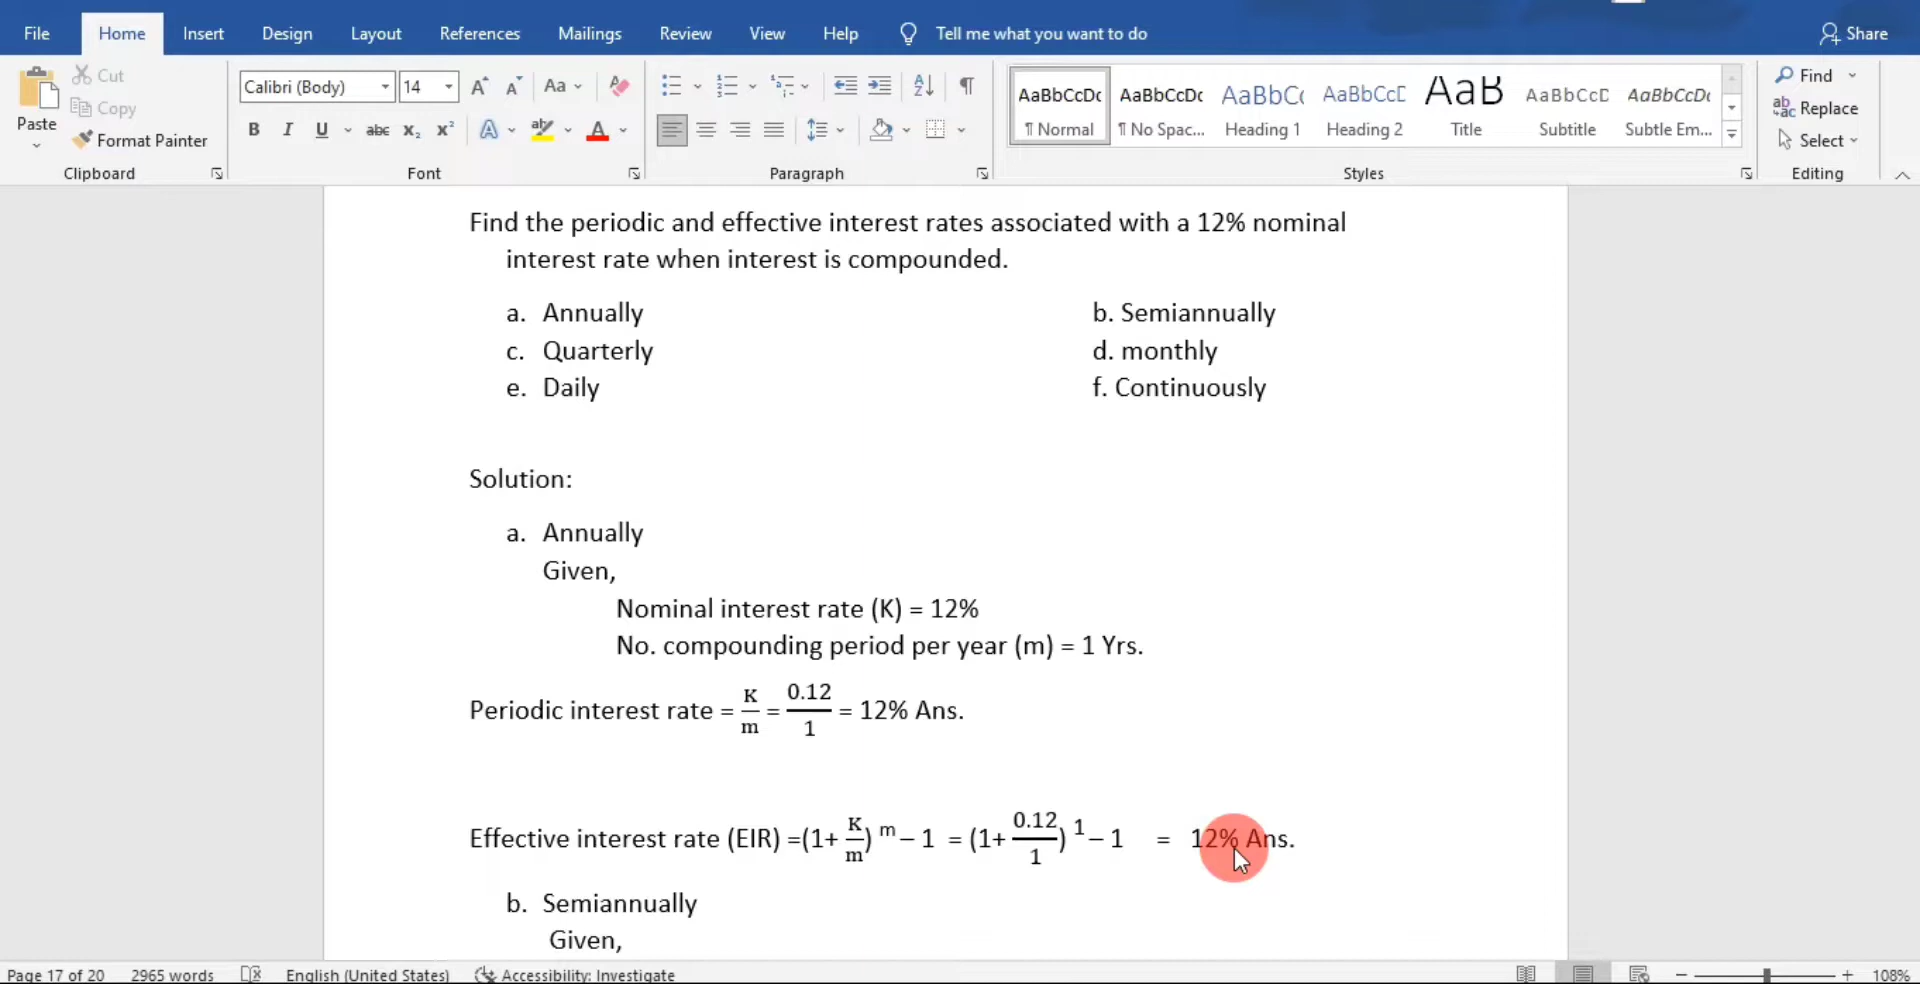 File Home Insert Design Layout References Mailings Review View Help Tell me what you want to do Share
Paste
Cut
Copy
Format Painter
Clipboard
Calibri (Body) 14
Font
Paragraph
AaBbCcDc AaBbCcDc AaBbCc AaBbCcD AaB AaBbCcD AaBbCcDc
¶ Normal ¶ No Spac... Heading 1 Heading 2 Title Subtitle Subtle Em...
Styles
Find
Replace
Select
Editing
Find the periodic and effective interest rates associated with a 12% nominal
interest rate when interest is compounded.
a. Annually b. Semiannually
c. Quarterly d. monthly
e. Daily f. Continuously
Solution:
a. Annually
Given,
Nominal interest rate (K) = 12%
No. compounding period per year (m) = 1 Yrs.
Periodic interest rate = K/m = 0.12/1 = 12% Ans.
Effective interest rate (EIR) =(1+ K/m) m – 1 = (1+ 0.12/1) 1 – 1 = 12% Ans.
b. Semiannually
Given,
Page 17 of 20 2965 words English (United States) Accessibility: Investigate 108%